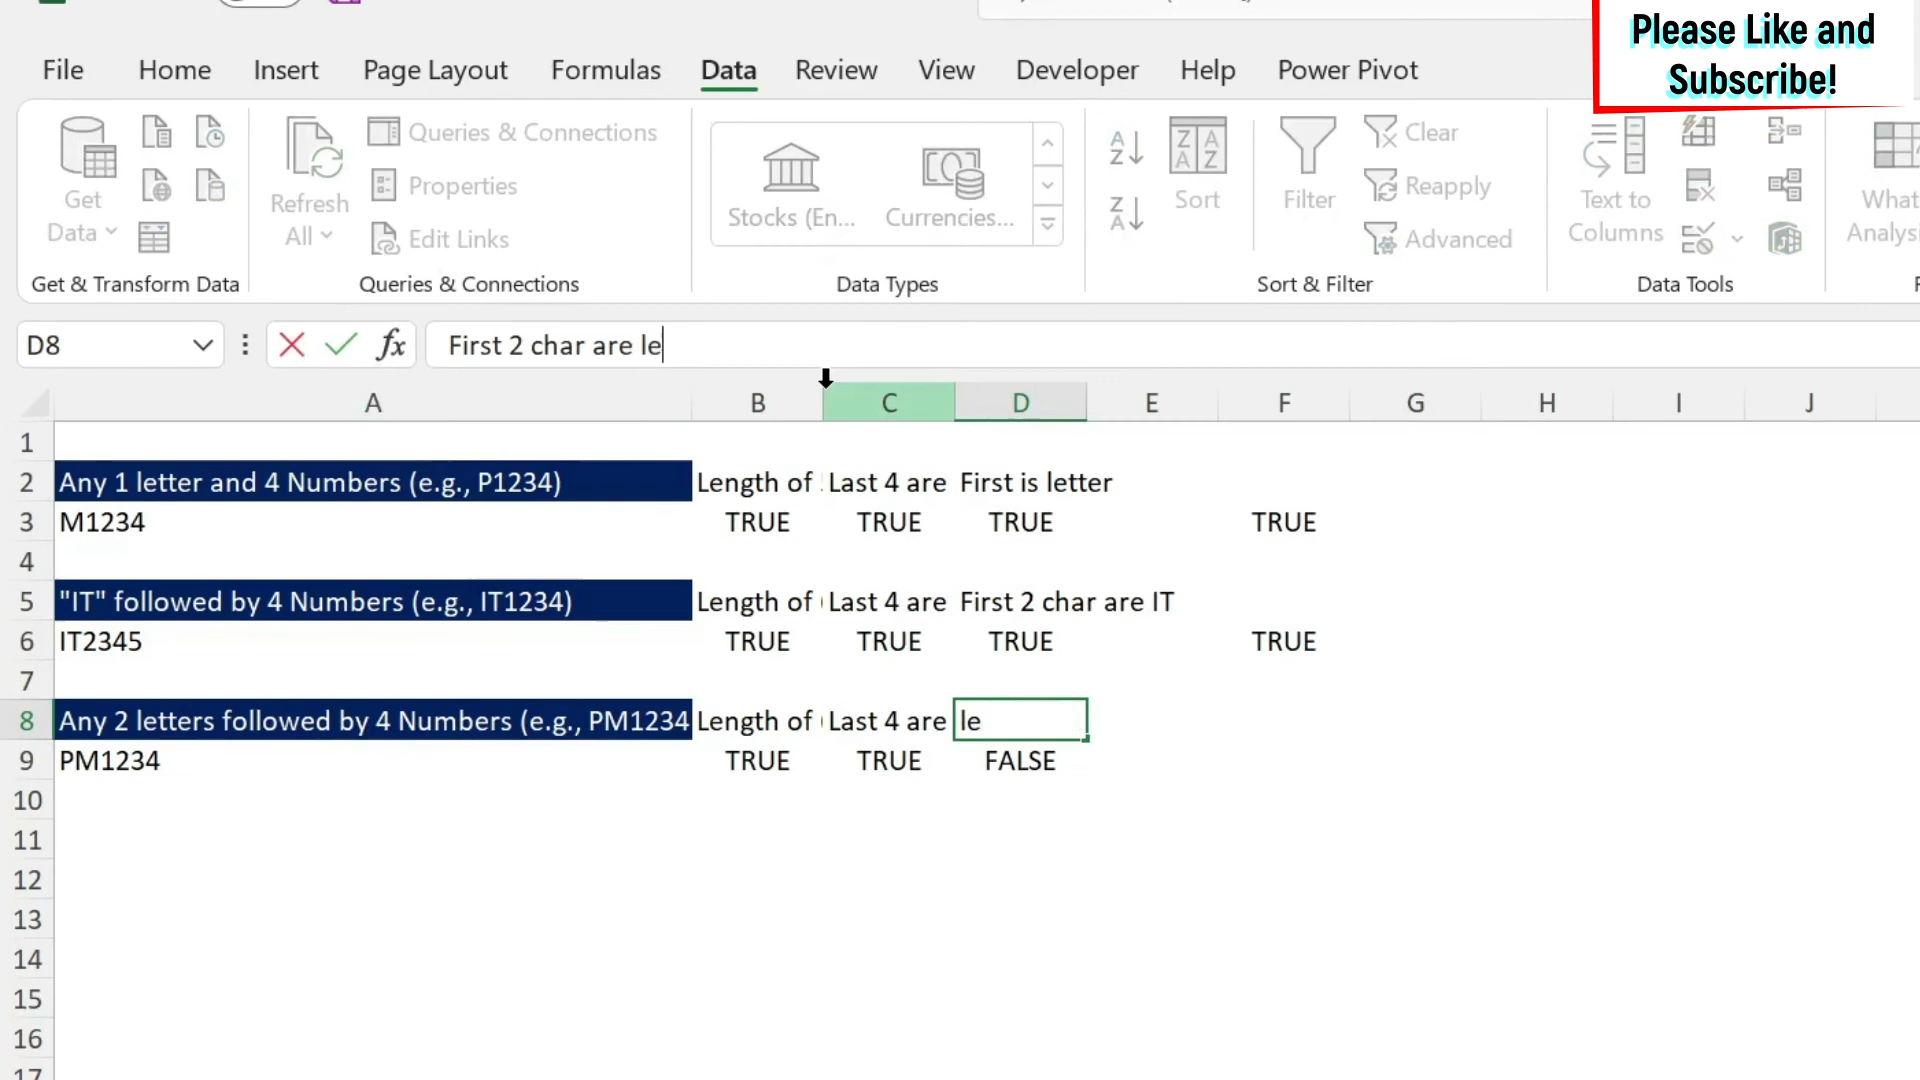 Please Like and
Subscribe!
File Home Insert Page Layout Formulas Data Review View Developer Help Power Pivot
Get
Data
Refresh
All
Queries & Connections
Properties
Edit Links
Stocks (En...
Currencies...
Sort
Filter
Clear
Reapply
Advanced
Text to
Columns
Get & Transform Data
Queries & Connections
Data Types
Sort & Filter
Data Tools
D8
fx
First 2 char are le
A B C D E F G H I J
1
2 Any 1 letter and 4 Numbers (e.g., P1234) Length of Last 4 are First is letter
3 M1234 TRUE TRUE TRUE TRUE
4
5 "IT" followed by 4 Numbers (e.g., IT1234) Length of Last 4 are First 2 char are IT
6 IT2345 TRUE TRUE TRUE TRUE
7
8 Any 2 letters followed by 4 Numbers (e.g., PM1234 Length of Last 4 are le
9 PM1234 TRUE TRUE FALSE
10
11
12
13
14
15
16
17